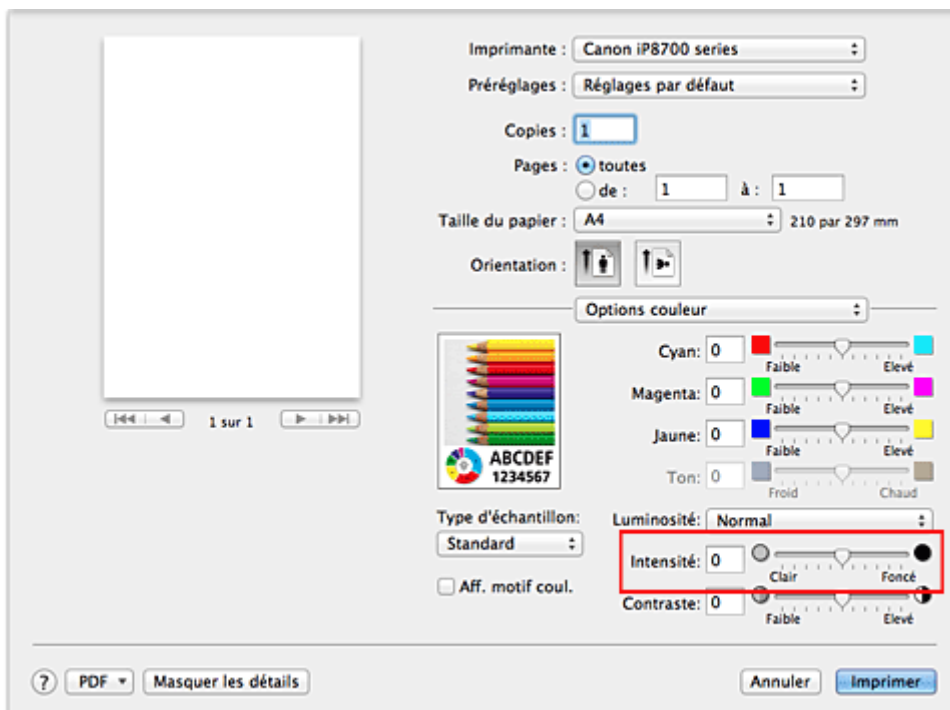 Imprimante : Canon iP8700 series
Préréglages : Réglages par défaut
Copies : 1
Pages : toutes
de : 1 à : 1
Taille du papier : A4 210 par 297 mm
Orientation :
Options couleur
1 sur 1
ABCDEF
1234567
Cyan: 0
Faible Elevé
Magenta: 0
Faible Elevé
Jaune: 0
Faible Elevé
Ton: 0
Froid Chaud
Type d'échantillon:
Standard
Aff. motif coul.
Luminosité: Normal
Intensité: 0
Clair Foncé
Contraste: 0
Faible Elevé
? PDF Masquer les détails Annuler Imprimer